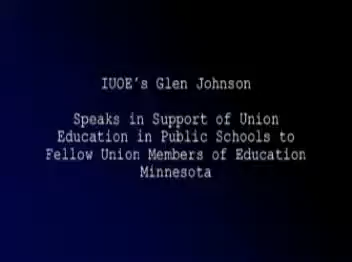 IUOE's Glen Johnson
Speaks in Support of Union
Education in Public Schools to
Fellow Union Members of Education
Minnesota